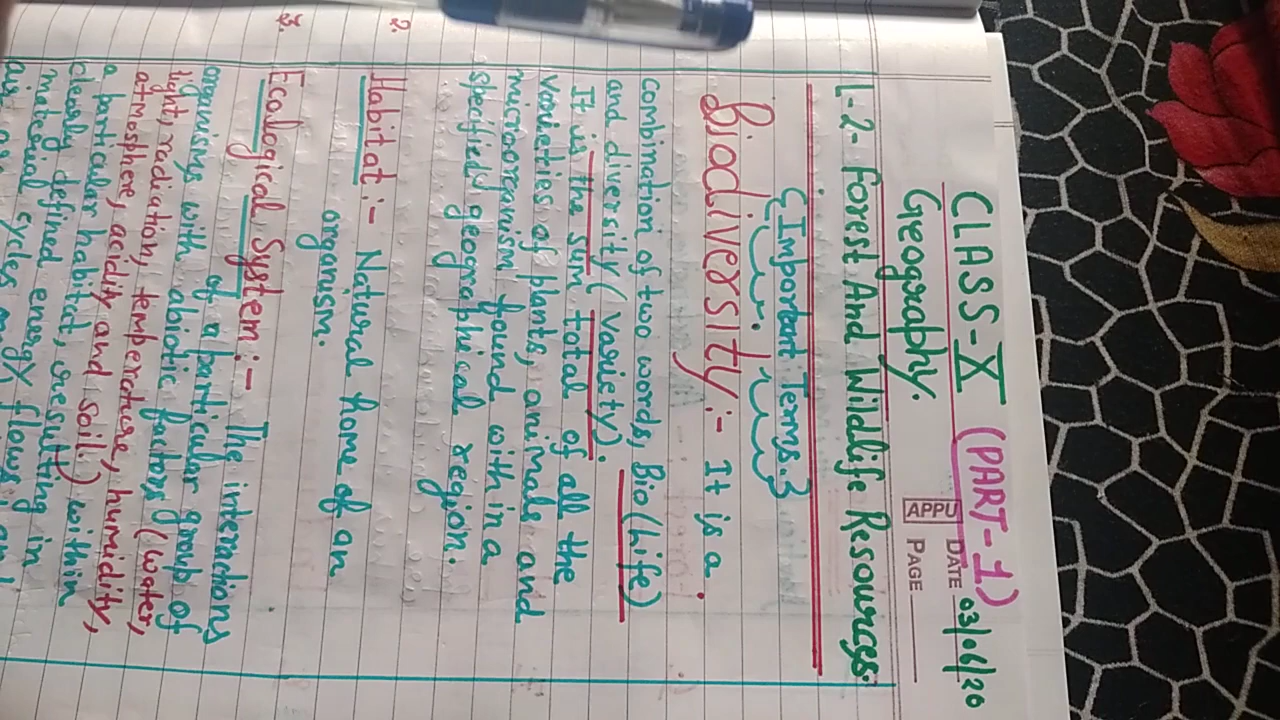 CLASS-X (PART-1)
APPU DATE 03/06/20
PAGE
Geography.
L-2- Forest And Wildlife Resources.
{Important Terms.}
Biodiversity:- It is a
combination of two words, Bio (Life)
and diversity (variety).
It is the sum total of all the
varieties of plants, animals and
microorganism found with in a
specified geographical region.
2. Habitat:- Natural home of an
organism.
3. Ecological System:- The interactions
of a particular group of
organisms with abiotic factors (water,
light, radiation, temperature, humidity,
atmosphere, acidity and soil) within
a particular habitat, resulting in
clearly defined energy flows and
material cycles